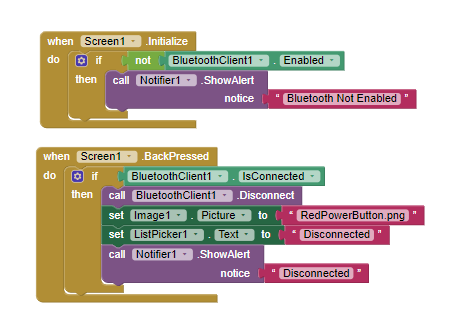 when Screen1 .Initialize
do if not BluetoothClient1 . Enabled
then call Notifier1 .ShowAlert
notice " Bluetooth Not Enabled "
when Screen1 .BackPressed
do if BluetoothClient1 . IsConnected
then call BluetoothClient1 .Disconnect
set Image1 . Picture to " RedPowerButton.png "
set ListPicker1 . Text to " Disconnected "
call Notifier1 .ShowAlert
notice " Disconnected "